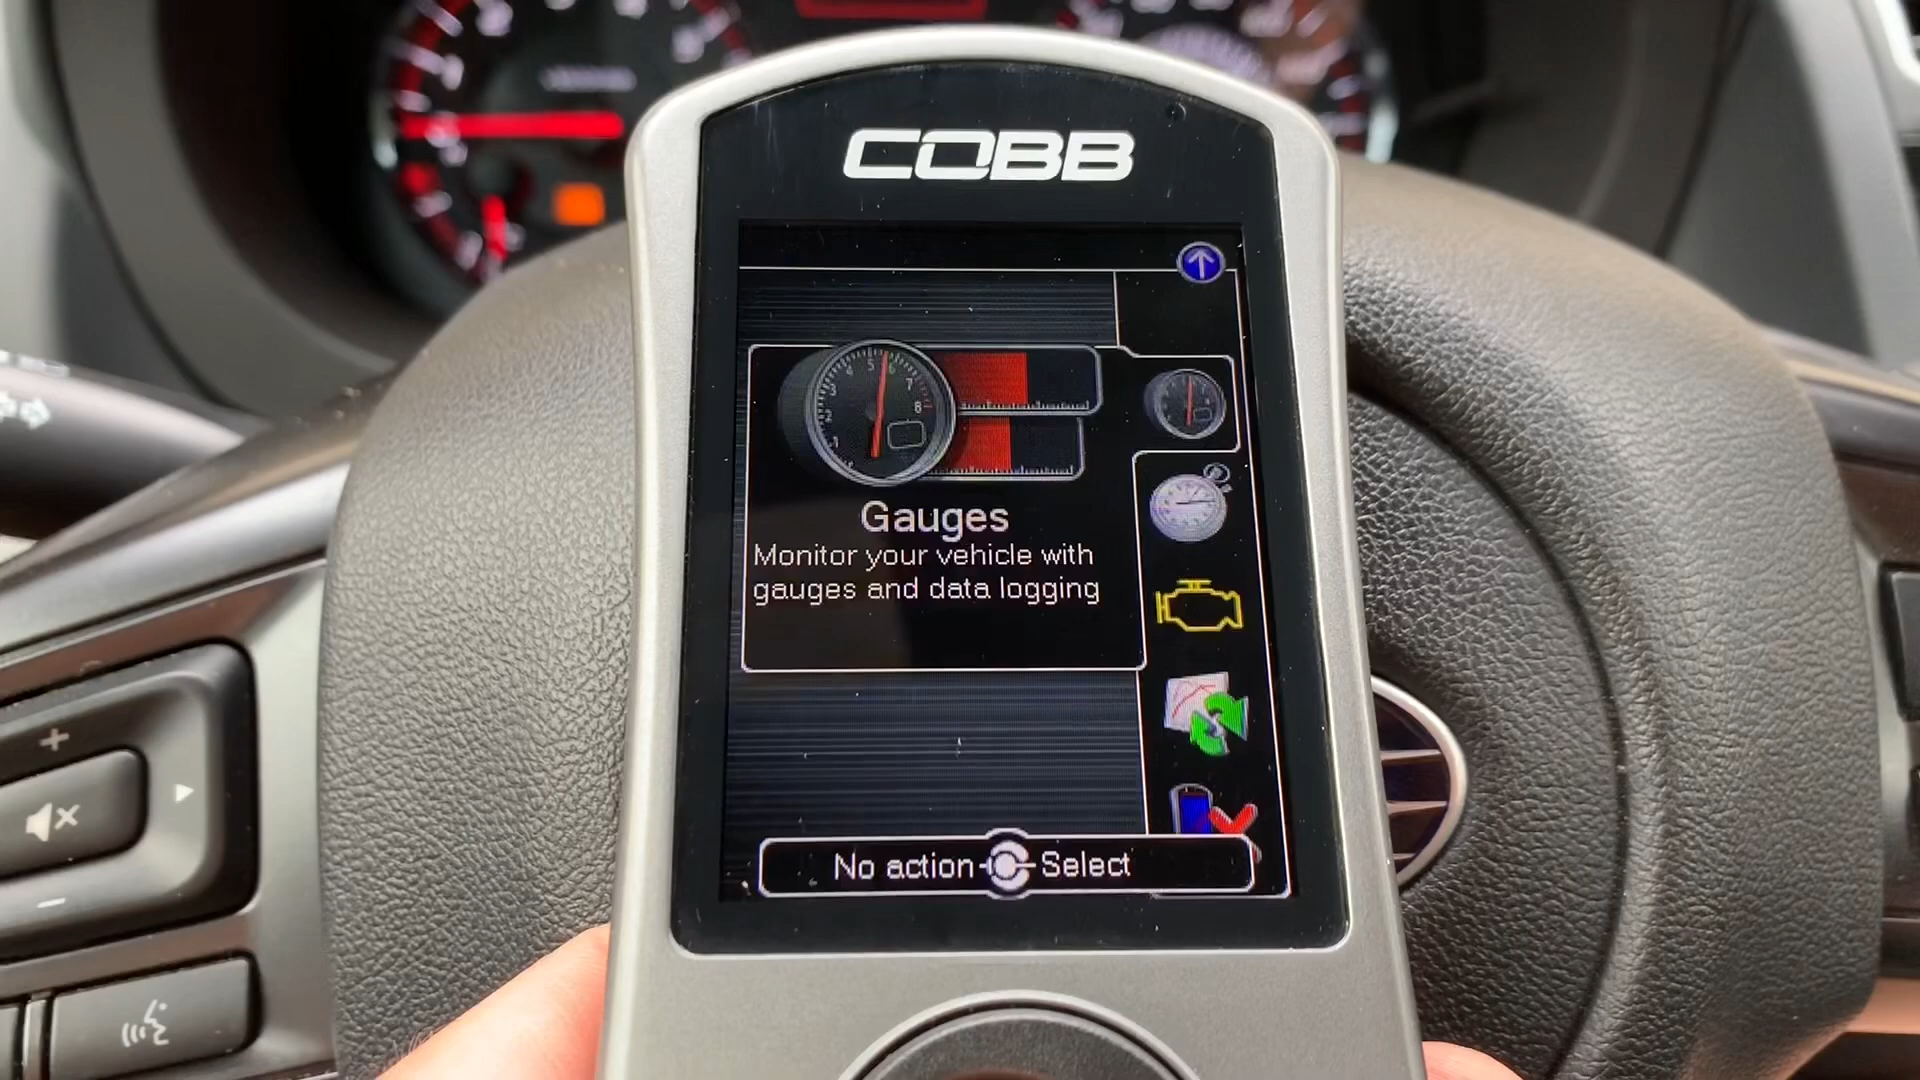 COBB
Gauges
Monitor your vehicle with
gauges and data logging
No action Select